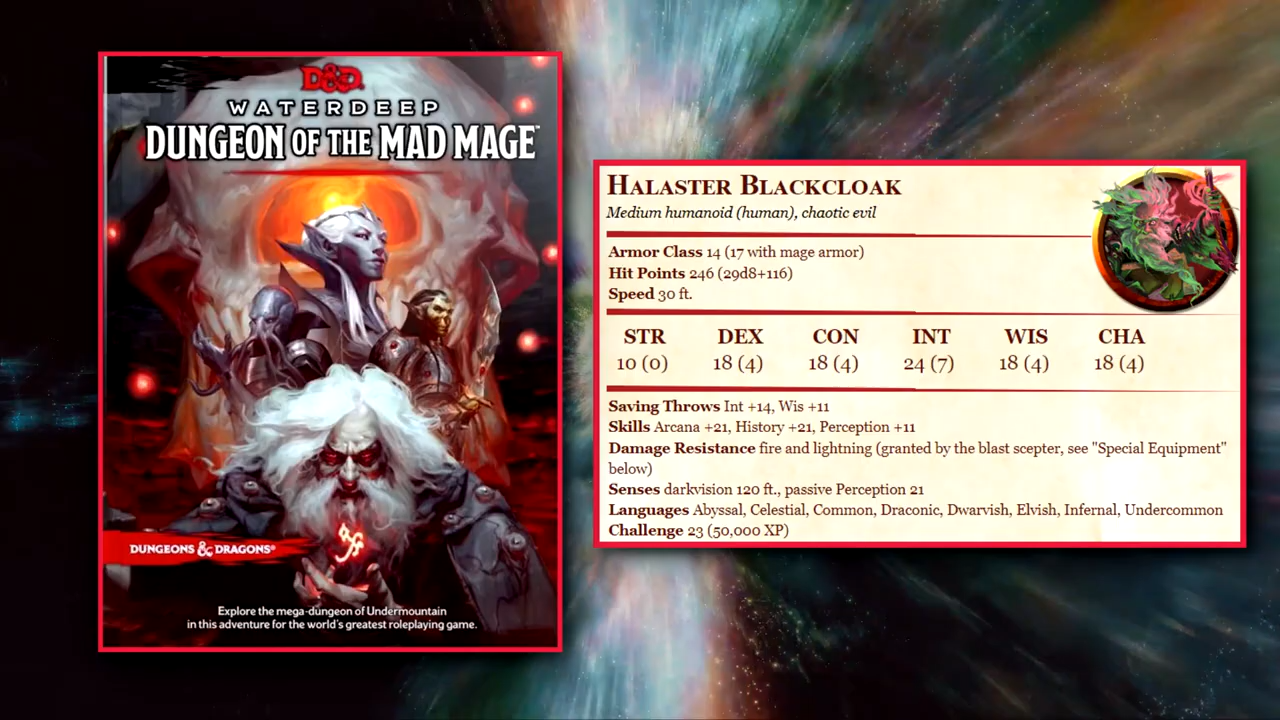 D&D
WATERDEEP
DUNGEON OF THE MAD MAGE™
DUNGEONS & DRAGONS®
Explore the mega-dungeon of Undermountain
in this adventure for the world's greatest roleplaying game.
HALASTER BLACKCLOAK
Medium humanoid (human), chaotic evil
Armor Class 14 (17 with mage armor)
Hit Points 246 (29d8+116)
Speed 30 ft.
STR DEX CON INT WIS CHA
10 (0) 18 (4) 18 (4) 24 (7) 18 (4) 18 (4)
Saving Throws Int +14, Wis +11
Skills Arcana +21, History +21, Perception +11
Damage Resistance fire and lightning (granted by the blast scepter, see "Special Equipment"
below)
Senses darkvision 120 ft., passive Perception 21
Languages Abyssal, Celestial, Common, Draconic, Dwarvish, Elvish, Infernal, Undercommon
Challenge 23 (50,000 XP)